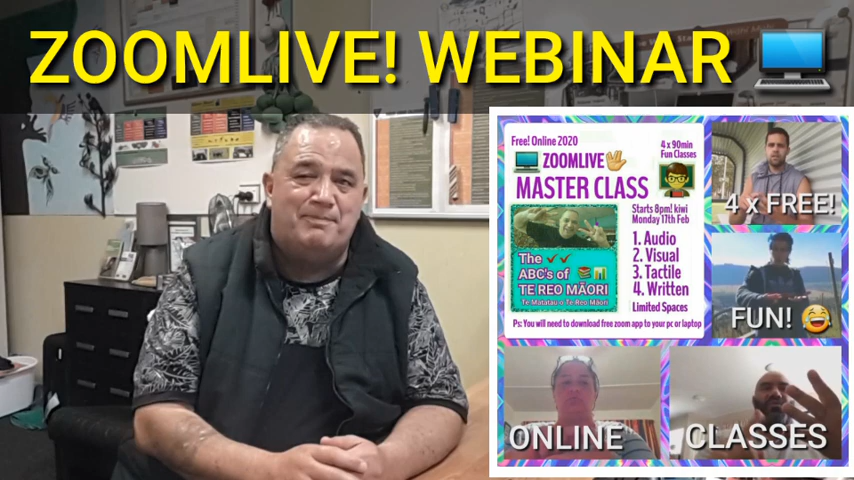 ZOOMLIVE! WEBINAR
Free! Online 2020
4 x 90min
Fun Classes
ZOOMLIVE
MASTER CLASS
Starts 8pm! kiwi
Monday 17th Feb
The
ABC's of
TE REO MĀORI
Te Matatau o Te Reo Māori
1. Audio
2. Visual
3. Tactile
4. Written
Limited Spaces
Ps: You will need to download free zoom app to your pc or laptop
4 x FREE!
FUN!
ONLINE
CLASSES